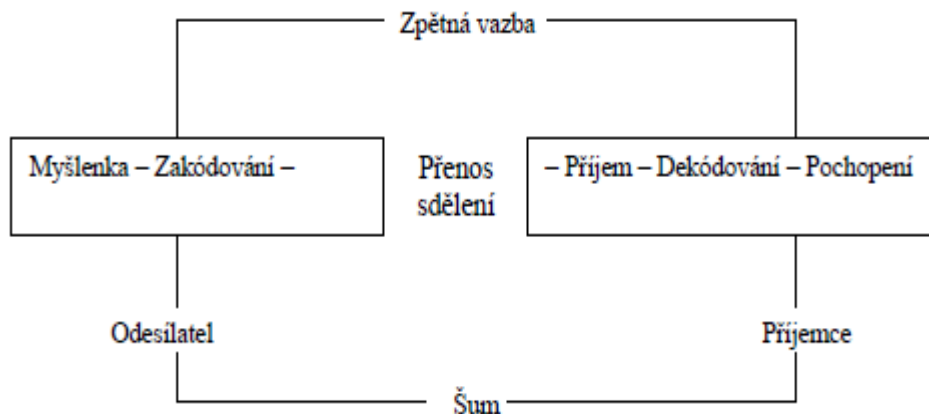 Zpětná vazba
Myšlenka – Zakódování –
Přenos
sdělení
– Příjem – Dekódování – Pochopení
Odesílatel
Příjemce
Šum